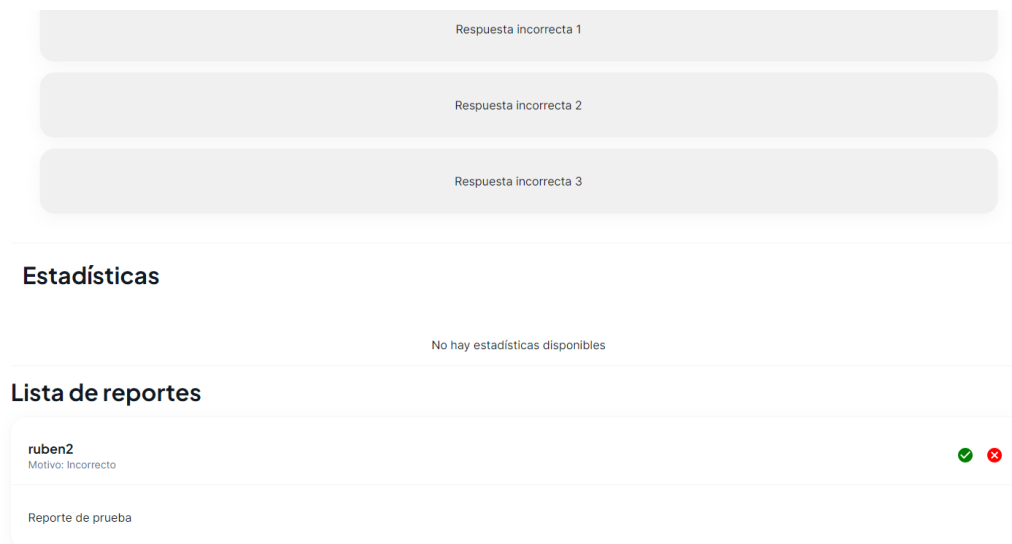 Respuesta incorrecta 1
Respuesta incorrecta 2
Respuesta incorrecta 3
Estadísticas
No hay estadísticas disponibles
Lista de reportes
ruben2
Motivo: Incorrecto
Reporte de prueba